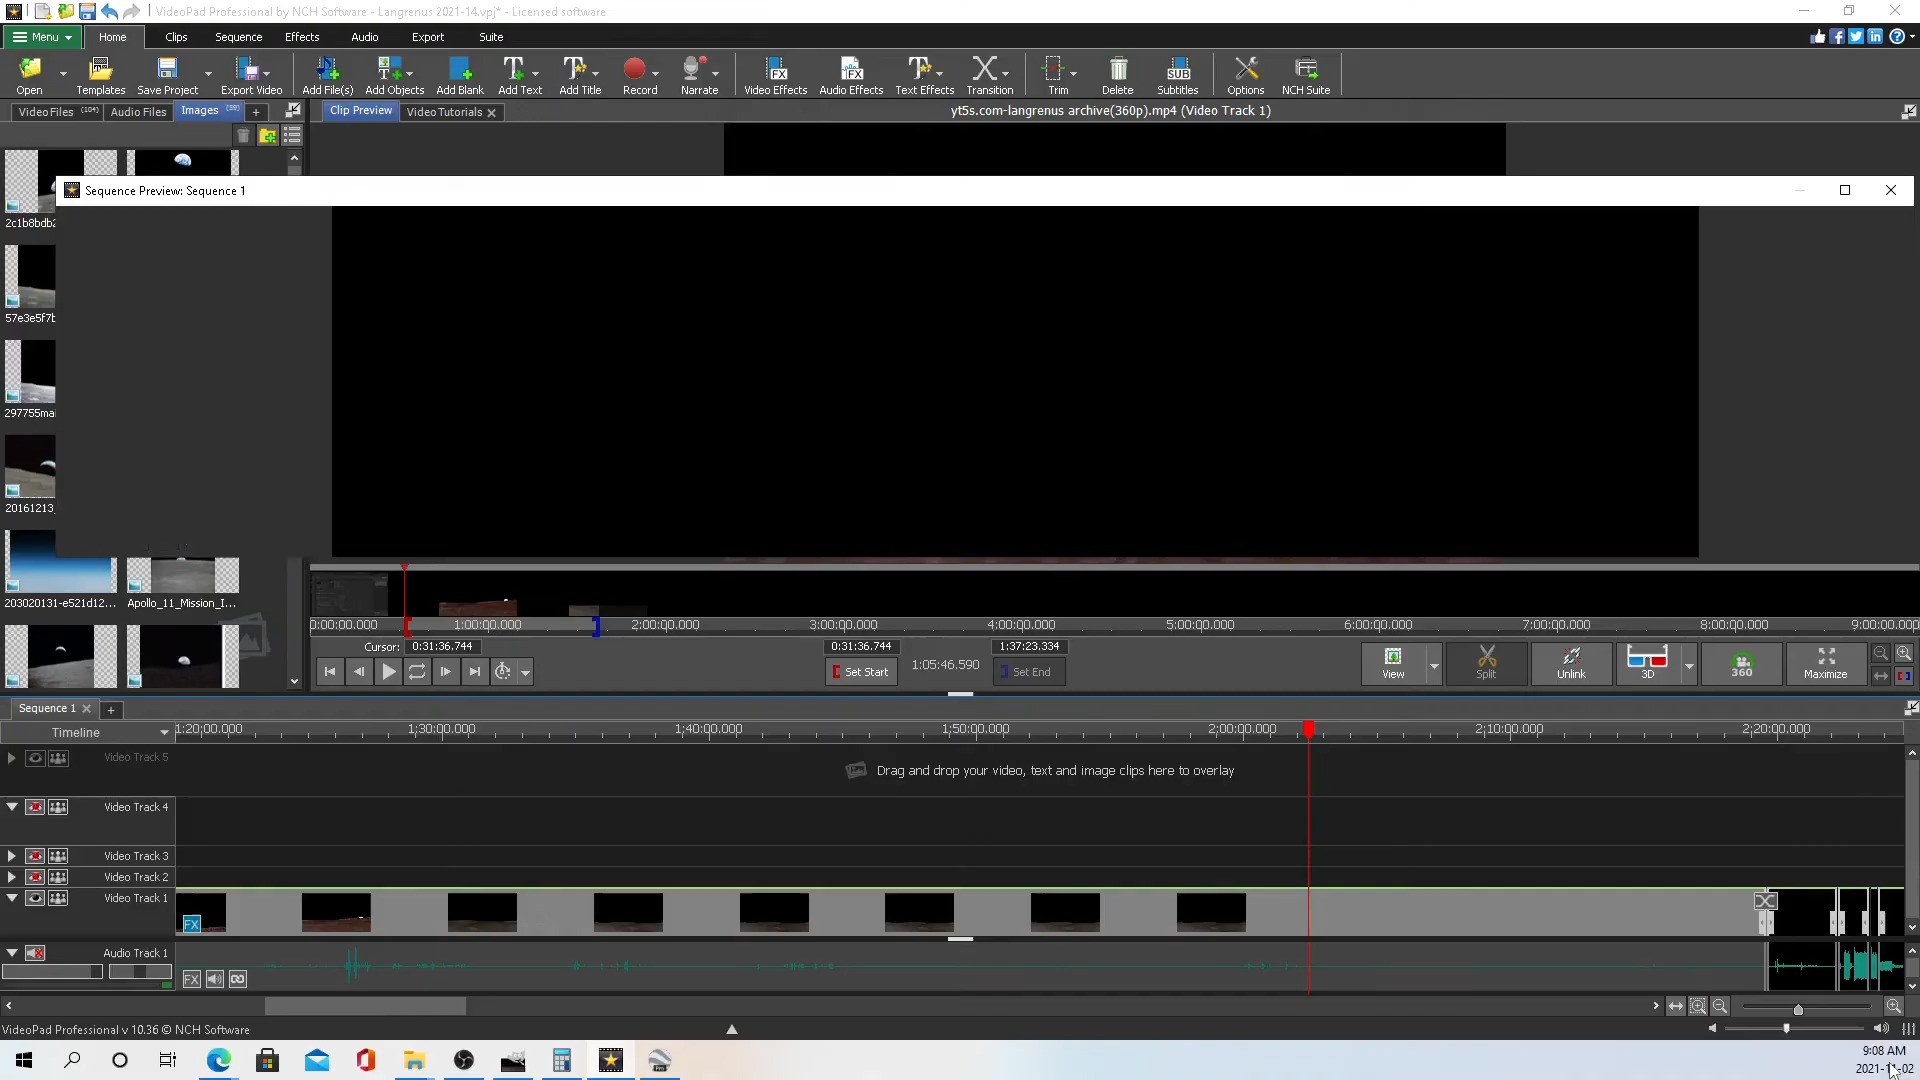 VideoPad Professional by NCH Software - Langrenus 2021-14.vpj* - Licensed software
Menu Home Clips Sequence Effects Audio Export Suite
Open Templates Save Project Export Video Add File(s) Add Objects Add Blank Add Text Add Title Record Narrate Video Effects Audio Effects Text Effects Transition Trim Delete Subtitles Options NCH Suite
Video Files (104) Audio Files Images (59) + Clip Preview Video Tutorials yt5s.com-langrenus archive(360p).mp4 (Video Track 1)
Sequence Preview: Sequence 1
2c1b8bdb2
57e3e5f7b
297755mai
20161213_
203020131-e521d12... Apollo_11_Mission_I...
0:00:00.000 1:00:00.000 2:00:00.000 3:00:00.000 4:00:00.000 5:00:00.000 6:00:00.000 7:00:00.000 8:00:00.000 9:00:00.000
Cursor: 0:31:36.744 0:31:36.744 1:37:23.334
Set Start 1:05:46.590 Set End
View Split Unlink 3D 360 Maximize
Sequence 1 +
Timeline 1:20:00.000 1:30:00.000 1:40:00.000 1:50:00.000 2:00:00.000 2:10:00.000 2:20:00.000
Video Track 5
Drag and drop your video, text and image clips here to overlay
Video Track 4
Video Track 3
Video Track 2
Video Track 1
FX
Audio Track 1
FX
VideoPad Professional v 10.36 © NCH Software
9:08 AM
2021-11-02